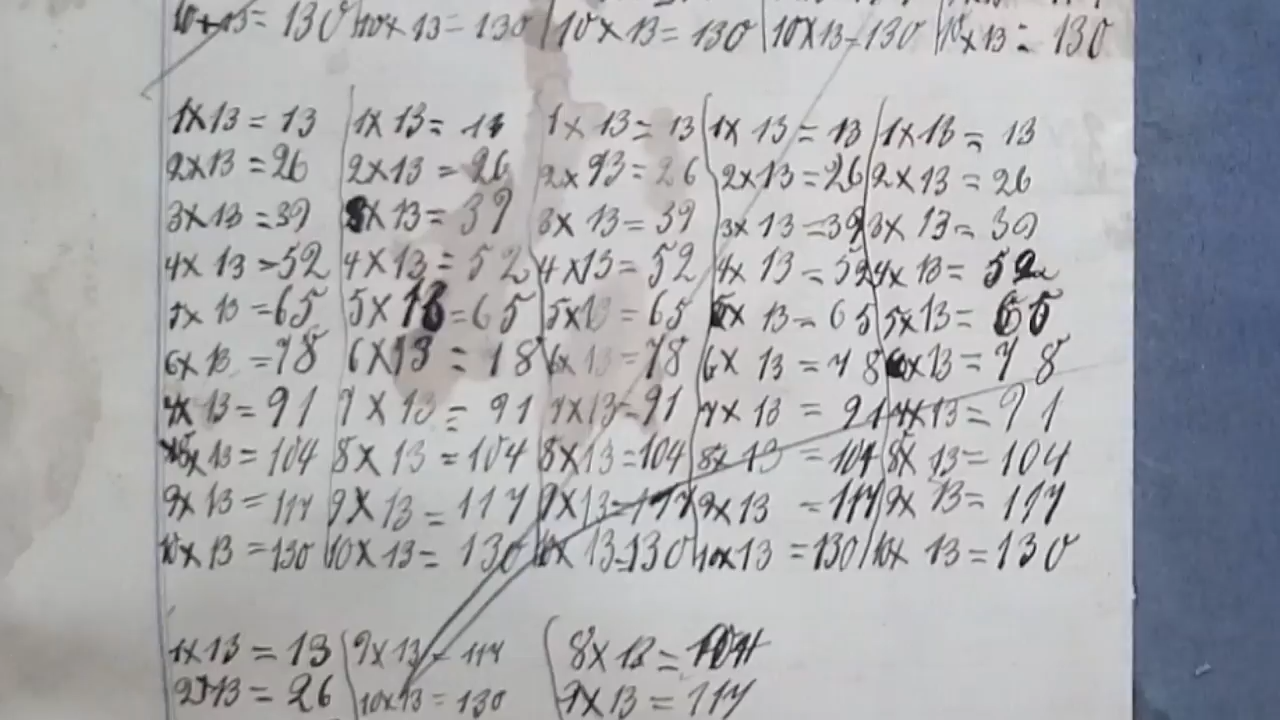 10x13=130 10x13=130 10x13=130 10x13=130 10x13=130
1x13=13 1x13=13 1x13=13 1x13=13 1x13=13
2x13=26 2x13=26 2x93=26 2x13=26 2x13=26
3x13=39 3x13=39 3x13=39 3x13=39 3x13=39
4x13=52 4x13=52 4x13=52 4x13=52 4x13=52
5x13=65 5x13=65 5x13=65 5x13=65 5x13=65
6x13=78 6x13=78 6x13=78 6x13=78 6x13=78
7x13=91 7x13=91 7x13=91 7x13=91 7x13=91
8x13=104 8x13=104 8x13=104 8x13=104 8x13=104
9x13=117 9x13=117 9x13=117 9x13=117 9x13=117
10x13=130 10x13=130 10x13=130 10x13=130 10x13=130
1x13=13 9x13=117 8x13=104
2x13=26 10x13=130 9x13=117